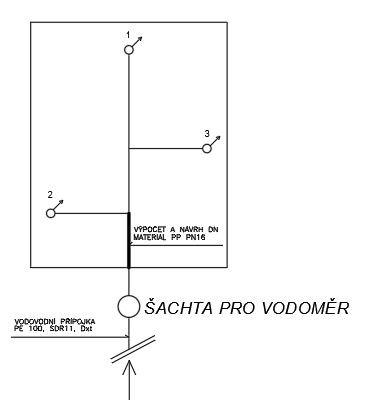 1
3
2
VÝPOČET A NÁVRH DN
MATERIÁL PP PN16
ŠACHTA PRO VODOMĚR
VODOVODNÍ PŘÍPOJKA
PE 100, SDR11, Dxt